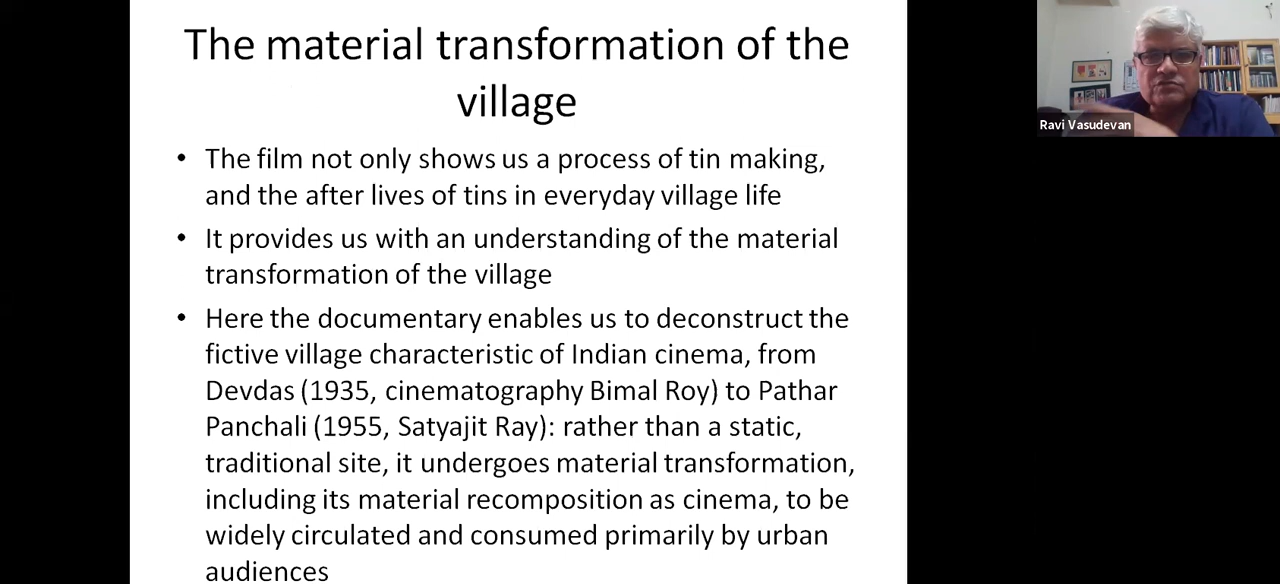 The material transformation of the
village
• The film not only shows us a process of tin making,
and the after lives of tins in everyday village life
• It provides us with an understanding of the material
transformation of the village
• Here the documentary enables us to deconstruct the
fictive village characteristic of Indian cinema, from
Devdas (1935, cinematography Bimal Roy) to Pathar
Panchali (1955, Satyajit Ray): rather than a static,
traditional site, it undergoes material transformation,
including its material recomposition as cinema, to be
widely circulated and consumed primarily by urban
audiences
Ravi Vasudevan